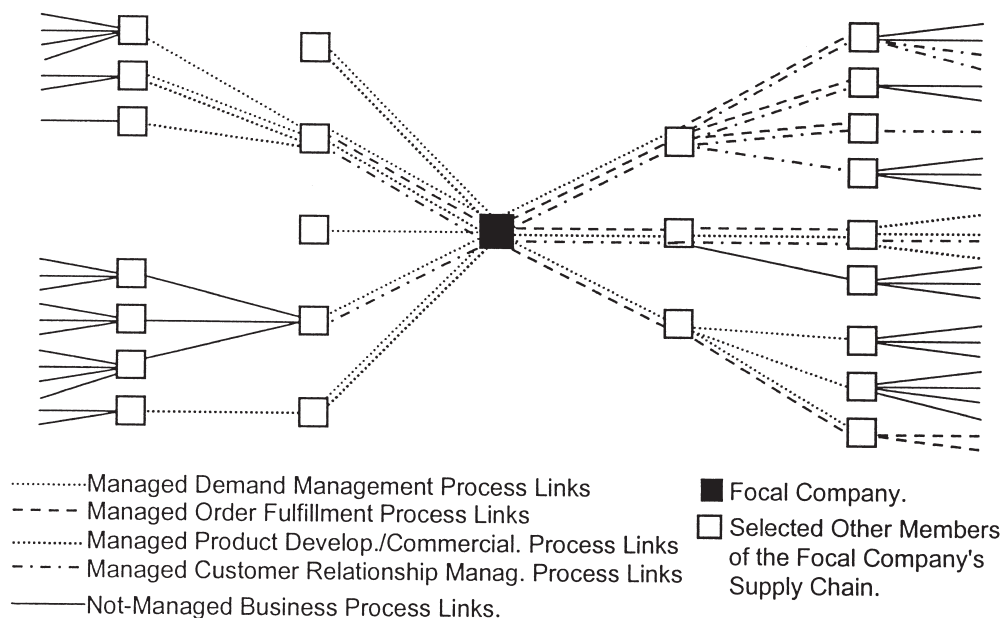 Managed Demand Management Process Links
Managed Order Fulfillment Process Links
Managed Product Develop./Commercial. Process Links
Managed Customer Relationship Manag. Process Links
Not-Managed Business Process Links.
Focal Company.
Selected Other Members
of the Focal Company's
Supply Chain.